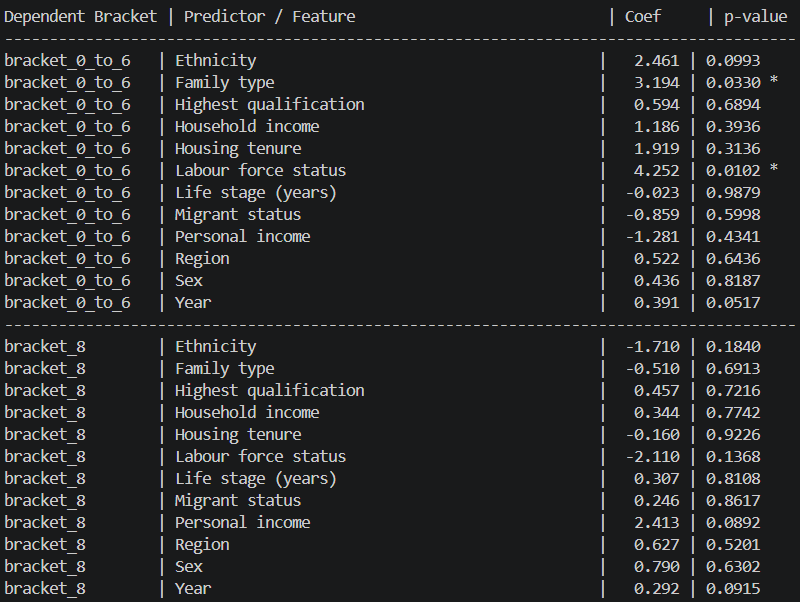 Dependent Bracket | Predictor / Feature | Coef | p-value
--------------------------------------------------------------------------------------
bracket_0_to_6 | Ethnicity | 2.461 | 0.0993
bracket_0_to_6 | Family type | 3.194 | 0.0330 *
bracket_0_to_6 | Highest qualification | 0.594 | 0.6894
bracket_0_to_6 | Household income | 1.186 | 0.3936
bracket_0_to_6 | Housing tenure | 1.919 | 0.3136
bracket_0_to_6 | Labour force status | 4.252 | 0.0102 *
bracket_0_to_6 | Life stage (years) | -0.023 | 0.9879
bracket_0_to_6 | Migrant status | -0.859 | 0.5998
bracket_0_to_6 | Personal income | -1.281 | 0.4341
bracket_0_to_6 | Region | 0.522 | 0.6436
bracket_0_to_6 | Sex | 0.436 | 0.8187
bracket_0_to_6 | Year | 0.391 | 0.0517
--------------------------------------------------------------------------------------
bracket_8 | Ethnicity | -1.710 | 0.1840
bracket_8 | Family type | -0.510 | 0.6913
bracket_8 | Highest qualification | 0.457 | 0.7216
bracket_8 | Household income | 0.344 | 0.7742
bracket_8 | Housing tenure | -0.160 | 0.9226
bracket_8 | Labour force status | -2.110 | 0.1368
bracket_8 | Life stage (years) | 0.307 | 0.8108
bracket_8 | Migrant status | 0.246 | 0.8617
bracket_8 | Personal income | 2.413 | 0.0892
bracket_8 | Region | 0.627 | 0.5201
bracket_8 | Sex | 0.790 | 0.6302
bracket_8 | Year | 0.292 | 0.0915